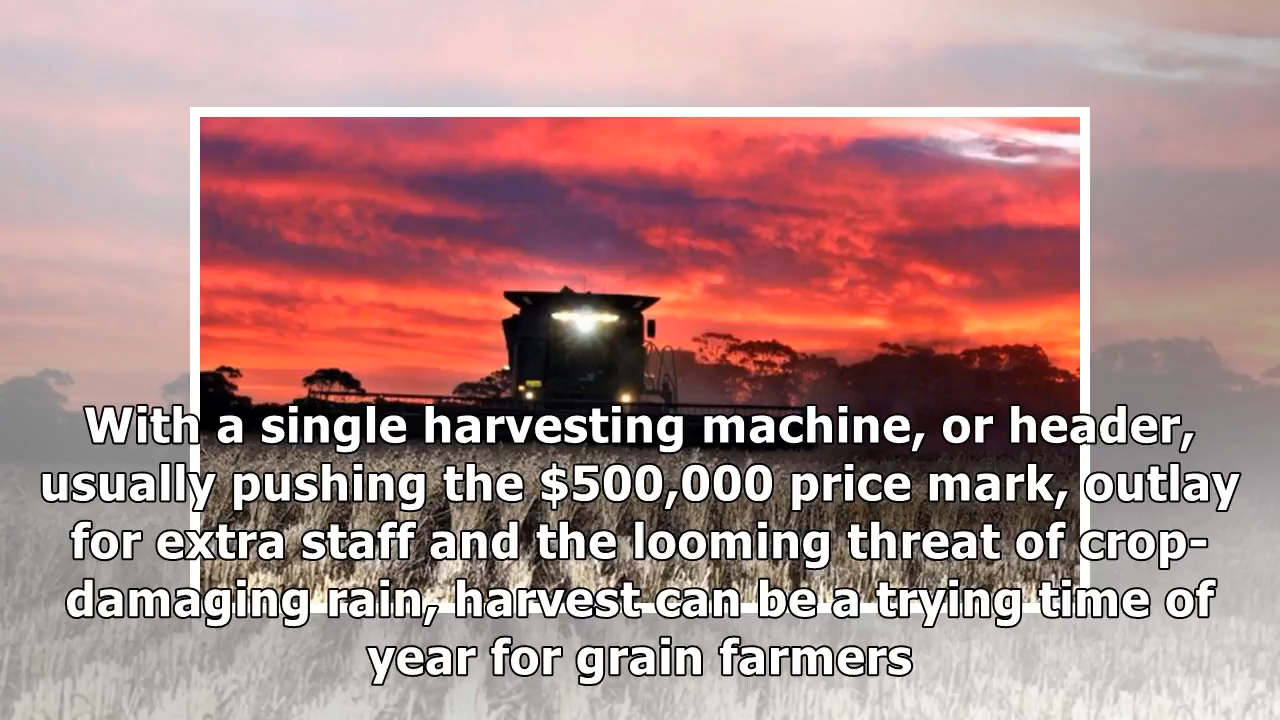 With a single harvesting machine, or header,
usually pushing the $500,000 price mark, outlay
for extra staff and the looming threat of crop-
damaging rain, harvest can be a trying time of
year for grain farmers